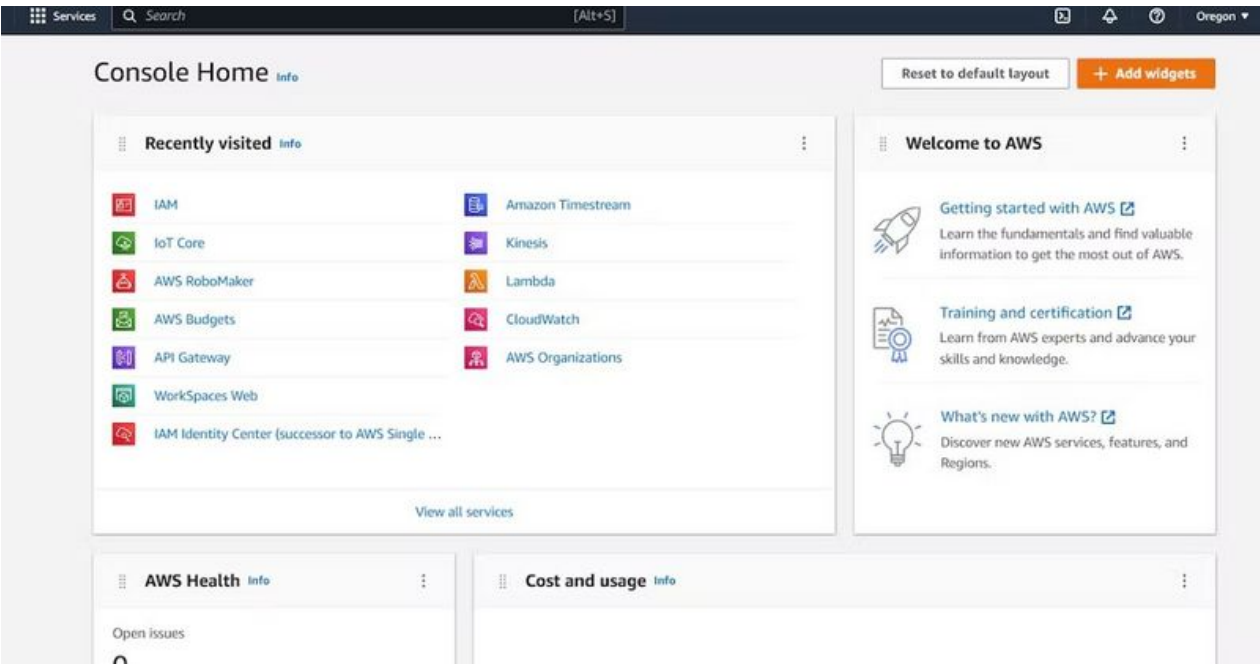 Services
Search
[Alt+S]
Oregon
Console Home Info
Reset to default layout
+ Add widgets
Recently visited Info
IAM
IoT Core
AWS RoboMaker
AWS Budgets
API Gateway
WorkSpaces Web
IAM Identity Center (successor to AWS Single ...
Amazon Timestream
Kinesis
Lambda
CloudWatch
AWS Organizations
View all services
Welcome to AWS
Getting started with AWS
Learn the fundamentals and find valuable
information to get the most out of AWS.
Training and certification
Learn from AWS experts and advance your
skills and knowledge.
What's new with AWS?
Discover new AWS services, features, and
Regions.
AWS Health Info
Open issues
Cost and usage Info